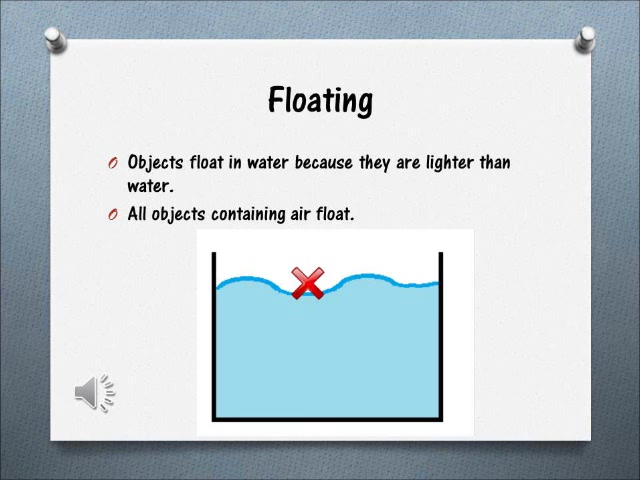 Floating
Objects float in water because they are lighter than
water.
All objects containing air float.